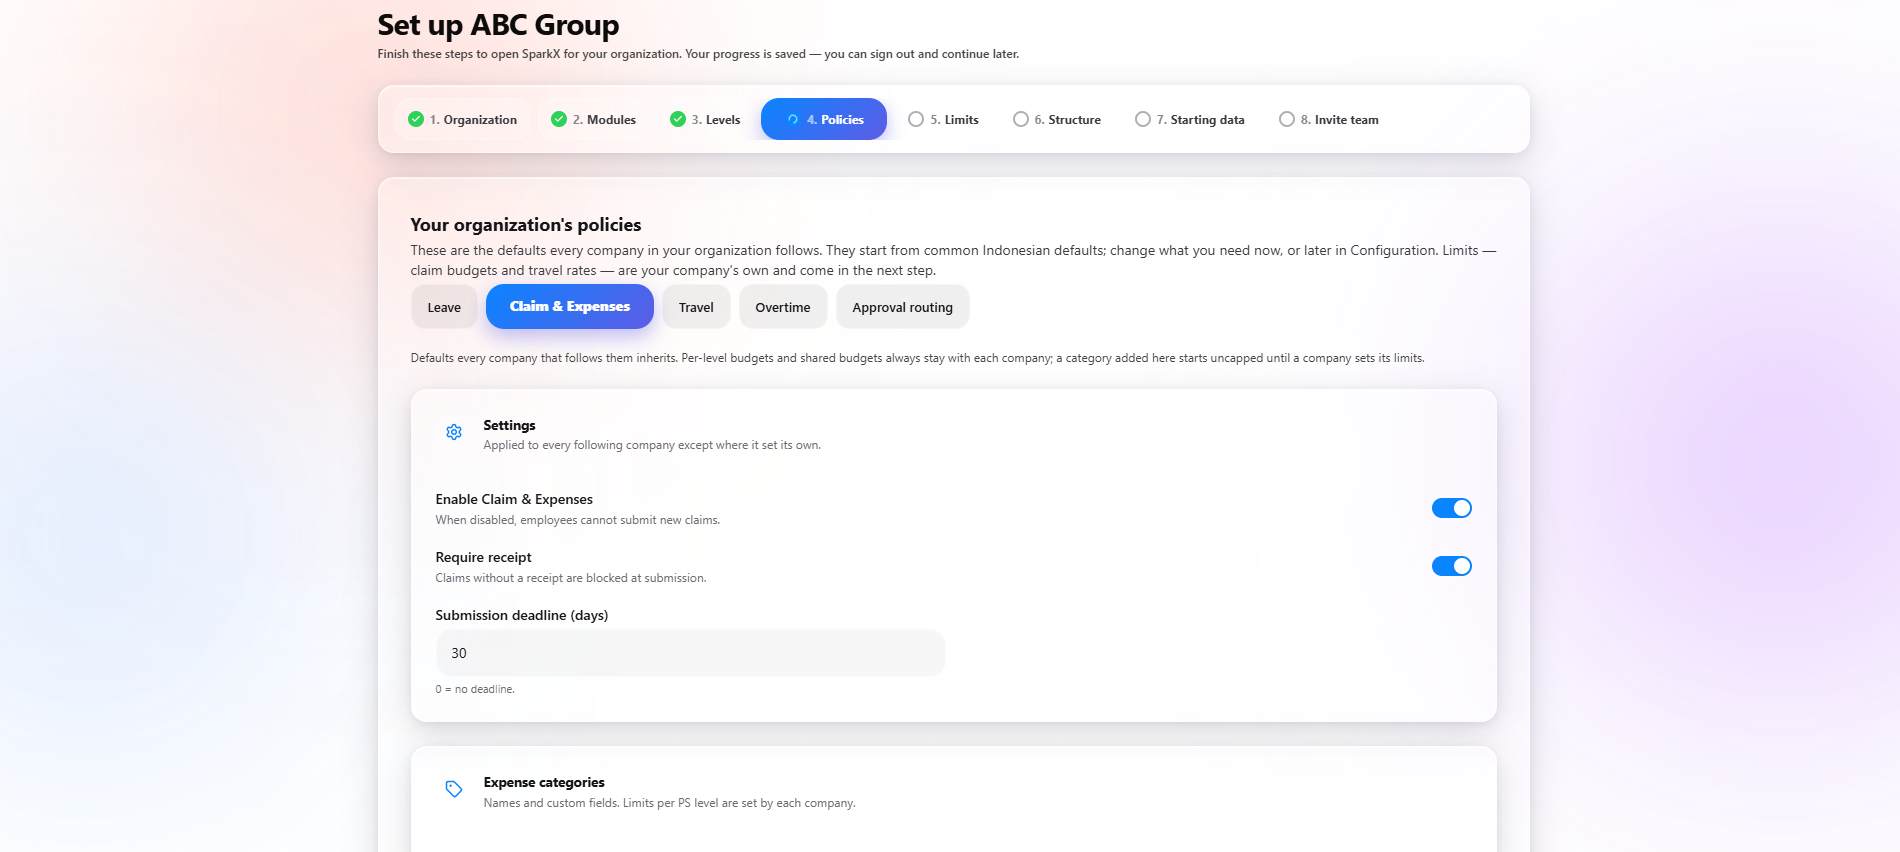 Set up ABC Group
Finish these steps to open SparkX for your organization. Your progress is saved — you can sign out and continue later.
1. Organization
2. Modules
3. Levels
4. Policies
5. Limits
6. Structure
7. Starting data
8. Invite team
Your organization's policies
These are the defaults every company in your organization follows. They start from common Indonesian defaults; change what you need now, or later in Configuration. Limits —
claim budgets and travel rates — are your company's own and come in the next step.
Leave
Claim & Expenses
Travel
Overtime
Approval routing
Defaults every company that follows them inherits. Per-level budgets and shared budgets always stay with each company; a category added here starts uncapped until a company sets its limits.
Settings
Applied to every following company except where it set its own.
Enable Claim & Expenses
When disabled, employees cannot submit new claims.
Require receipt
Claims without a receipt are blocked at submission.
Submission deadline (days)
30
0 = no deadline.
Expense categories
Names and custom fields. Limits per PS level are set by each company.